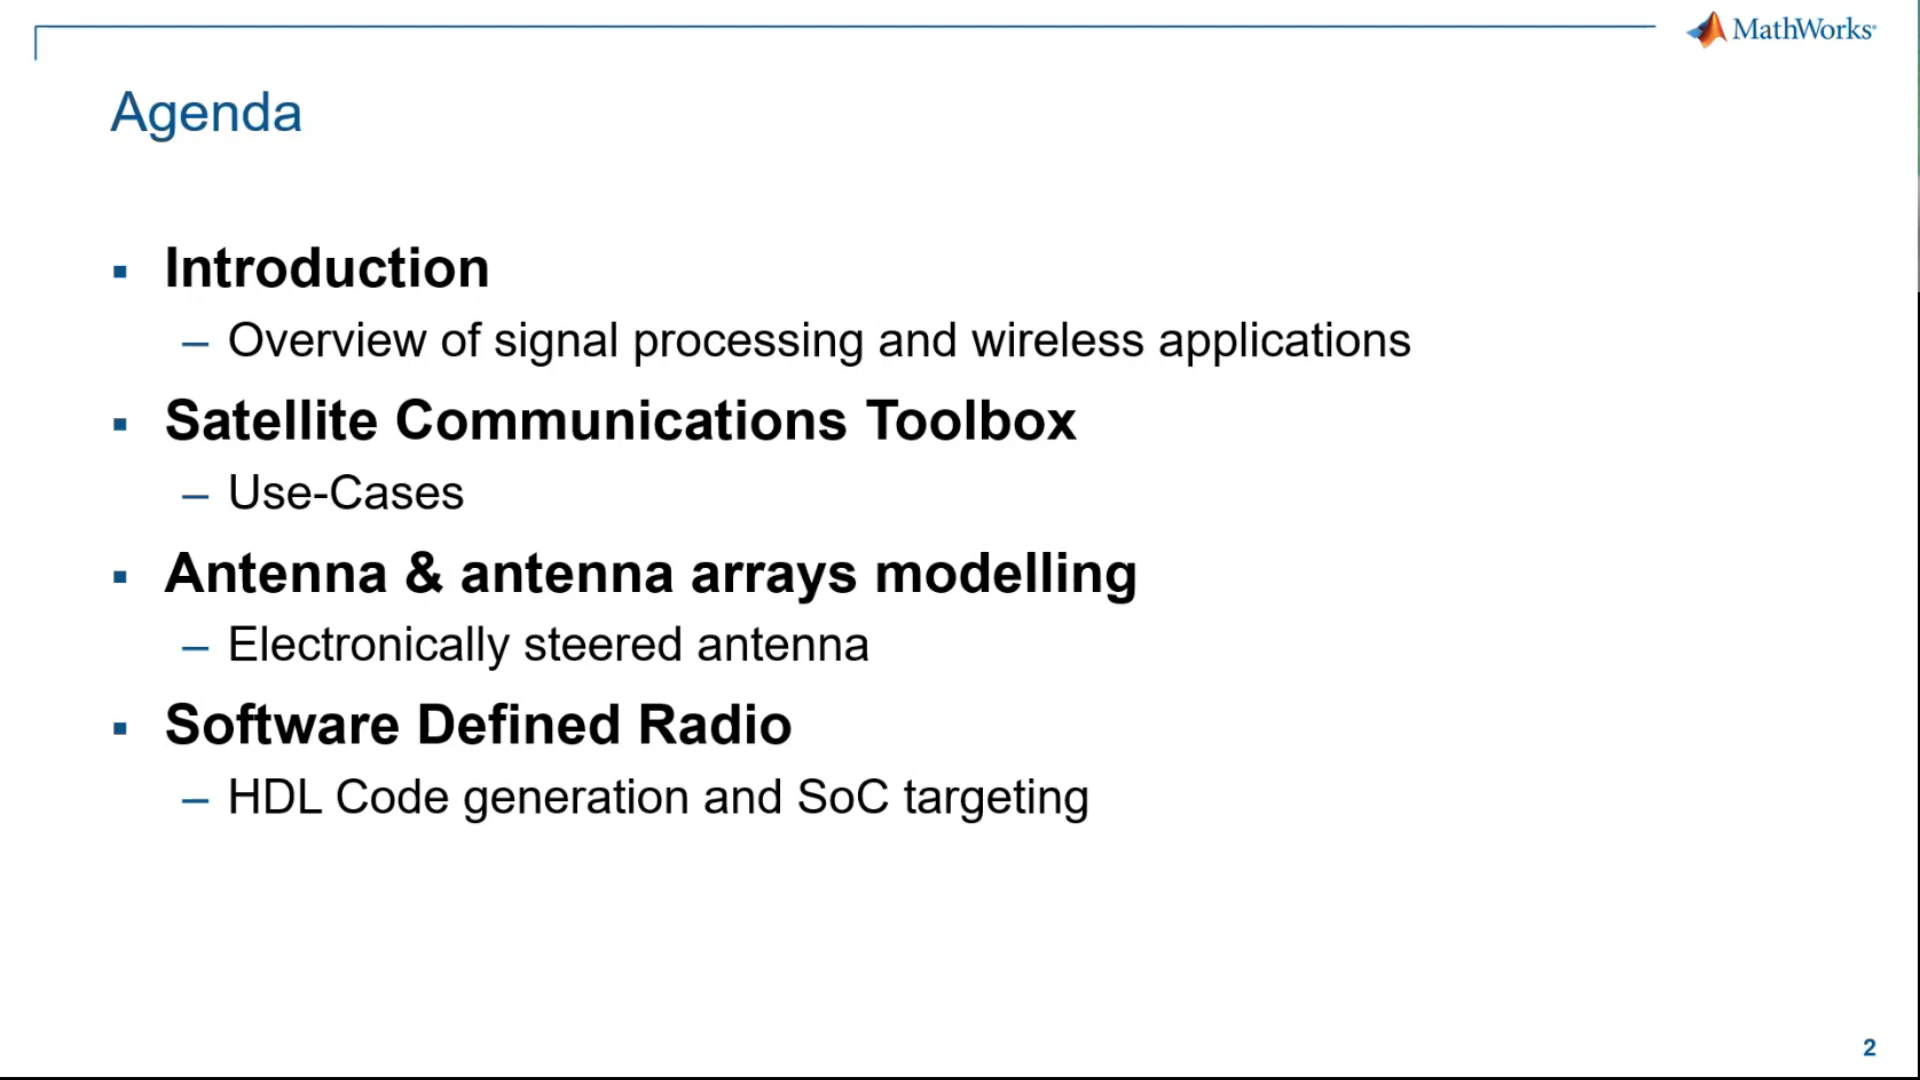 MathWorks®
Agenda
▪ Introduction
– Overview of signal processing and wireless applications
▪ Satellite Communications Toolbox
– Use-Cases
▪ Antenna & antenna arrays modelling
– Electronically steered antenna
▪ Software Defined Radio
– HDL Code generation and SoC targeting
2